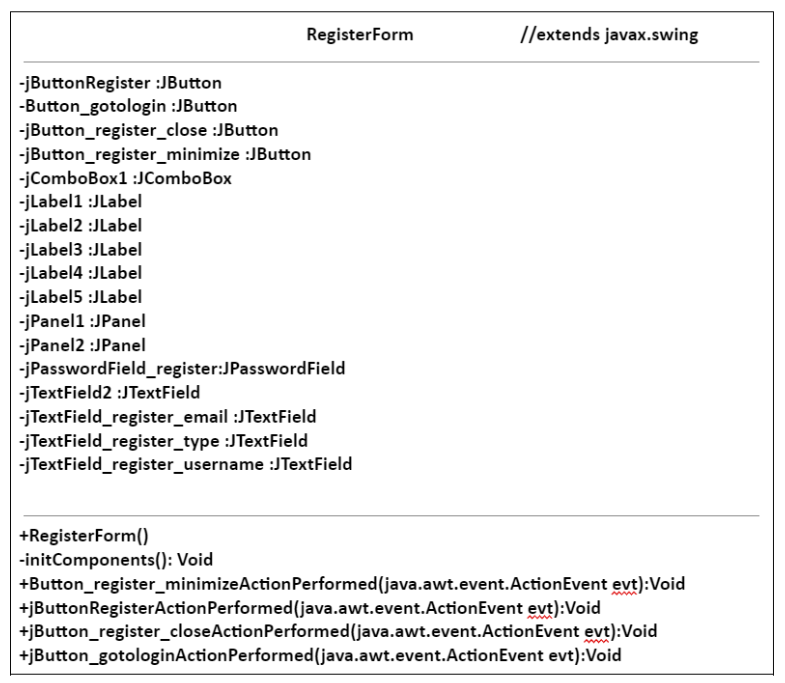 RegisterForm //extends javax.swing
-jButtonRegister :JButton
-Button_gotologin :JButton
-jButton_register_close :JButton
-jButton_register_minimize :JButton
-jComboBox1 :JComboBox
-jLabel1 :JLabel
-jLabel2 :JLabel
-jLabel3 :JLabel
-jLabel4 :JLabel
-jLabel5 :JLabel
-jPanel1 :JPanel
-jPanel2 :JPanel
-jPasswordField_register:JPasswordField
-jTextField2 :JTextField
-jTextField_register_email :JTextField
-jTextField_register_type :JTextField
-jTextField_register_username :JTextField
+RegisterForm()
-initComponents(): Void
+Button_register_minimizeActionPerformed(java.awt.event.ActionEvent evt):Void
+jButtonRegisterActionPerformed(java.awt.event.ActionEvent evt):Void
+jButton_register_closeActionPerformed(java.awt.event.ActionEvent evt):Void
+jButton_gotologinActionPerformed(java.awt.event.ActionEvent evt):Void